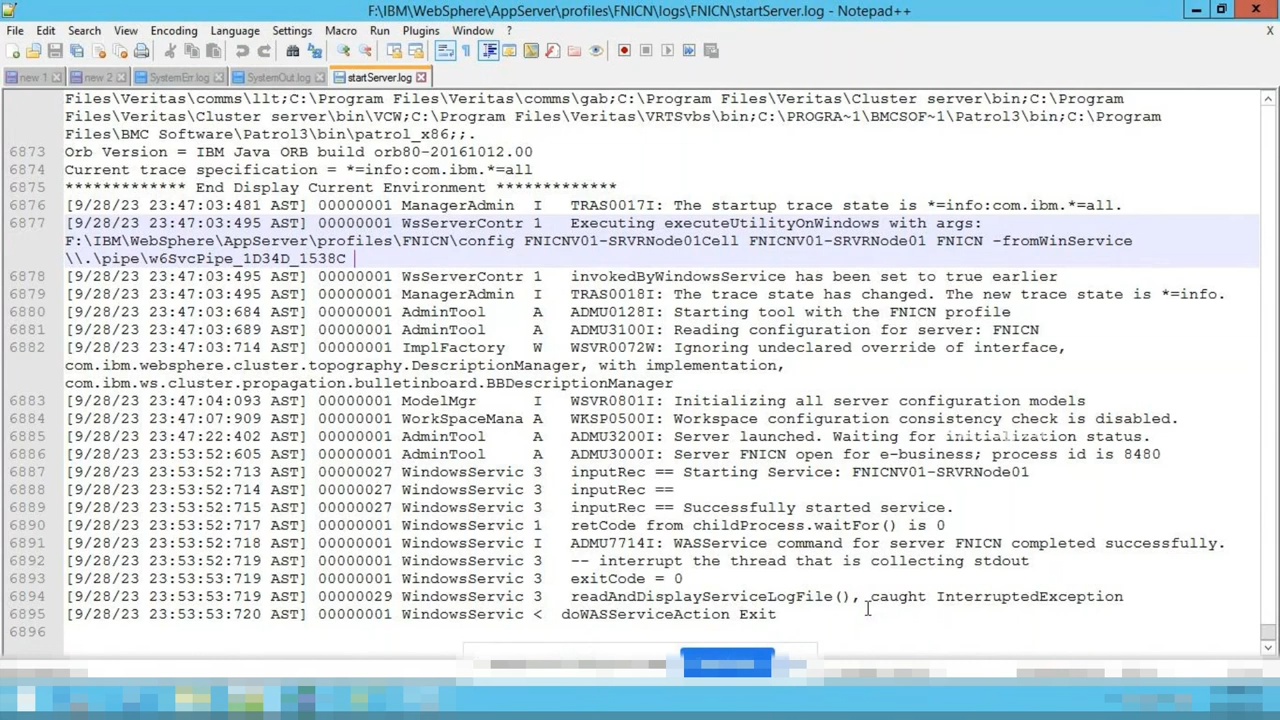 F:\IBM\WebSphere\AppServer\profiles\FNICN\logs\FNICN\startServer.log - Notepad++
File Edit Search View Encoding Language Settings Macro Run Plugins Window ? X
new 1 new 2 SystemErr.log SystemOut.log startServer.log
Files\Veritas\comms\llt;C:\Program Files\Veritas\comms\gab;C:\Program Files\Veritas\Cluster server\bin;C:\Program
Files\Veritas\Cluster server\bin\VCW;C:\Program Files\Veritas\VRTSvbs\bin;C:\PROGRA~1\BMCSOF~1\Patrol3\bin;C:\Program
Files\BMC Software\Patrol3\bin\patrol_x86;;.
6873 Orb Version = IBM Java ORB build orb80-20161012.00
6874 Current trace specification = *=info:com.ibm.*=all
6875 ************* End Display Current Environment *************
6876 [9/28/23 23:47:03:481 AST] 00000001 ManagerAdmin I TRAS0017I: The startup trace state is *=info:com.ibm.*=all.
6877 [9/28/23 23:47:03:495 AST] 00000001 WsServerContr 1 Executing executeUtilityOnWindows with args:
F:\IBM\WebSphere\AppServer\profiles\FNICN\config FNICNV01-SRVRNode01Cell FNICNV01-SRVRNode01 FNICN -fromWinService
\\.\pipe\w6SvcPipe_1D34D_1538C
6878 [9/28/23 23:47:03:495 AST] 00000001 WsServerContr 1 invokedByWindowsService has been set to true earlier
6879 [9/28/23 23:47:03:495 AST] 00000001 ManagerAdmin I TRAS0018I: The trace state has changed. The new trace state is *=info.
6880 [9/28/23 23:47:03:684 AST] 00000001 AdminTool A ADMU0128I: Starting tool with the FNICN profile
6881 [9/28/23 23:47:03:689 AST] 00000001 AdminTool A ADMU3100I: Reading configuration for server: FNICN
6882 [9/28/23 23:47:03:714 AST] 00000001 ImplFactory W WSVR0072W: Ignoring undeclared override of interface,
com.ibm.websphere.cluster.topography.DescriptionManager, with implementation,
com.ibm.ws.cluster.propagation.bulletinboard.BBDescriptionManager
6883 [9/28/23 23:47:04:093 AST] 00000001 ModelMgr I WSVR0801I: Initializing all server configuration models
6884 [9/28/23 23:47:07:909 AST] 00000001 WorkSpaceMana A WKSP0500I: Workspace configuration consistency check is disabled.
6885 [9/28/23 23:47:22:402 AST] 00000001 AdminTool A ADMU3200I: Server launched. Waiting for initialization status.
6886 [9/28/23 23:53:52:605 AST] 00000001 AdminTool A ADMU3000I: Server FNICN open for e-business; process id is 8480
6887 [9/28/23 23:53:52:713 AST] 00000027 WindowsServic 3 inputRec == Starting Service: FNICNV01-SRVRNode01
6888 [9/28/23 23:53:52:714 AST] 00000027 WindowsServic 3 inputRec ==
6889 [9/28/23 23:53:52:715 AST] 00000027 WindowsServic 3 inputRec == Successfully started service.
6890 [9/28/23 23:53:52:717 AST] 00000001 WindowsServic 1 retCode from childProcess.waitFor() is 0
6891 [9/28/23 23:53:52:718 AST] 00000001 WindowsServic I ADMU7714I: WASService command for server FNICN completed successfully.
6892 [9/28/23 23:53:52:719 AST] 00000001 WindowsServic 3 -- interrupt the thread that is collecting stdout
6893 [9/28/23 23:53:53:719 AST] 00000001 WindowsServic 3 exitCode = 0
6894 [9/28/23 23:53:53:719 AST] 00000029 WindowsServic 3 readAndDisplayServiceLogFile(), caught InterruptedException
6895 [9/28/23 23:53:53:720 AST] 00000001 WindowsServic < doWASServiceAction Exit
6896